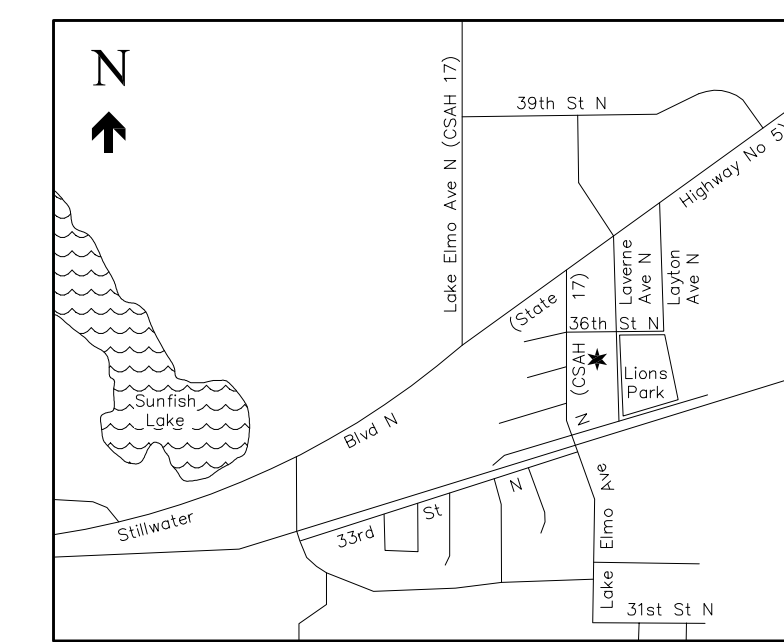 N
39th St N
Lake Elmo Ave N (CSAH 17)
Stillwater Blvd N (State Highway No 5)
Laverne
Ave N
Layton
Ave N
36th St N
Lions
Park
Sunfish
Lake
Lake Elmo Ave N (CSAH 17)
33rd St N
31st St N